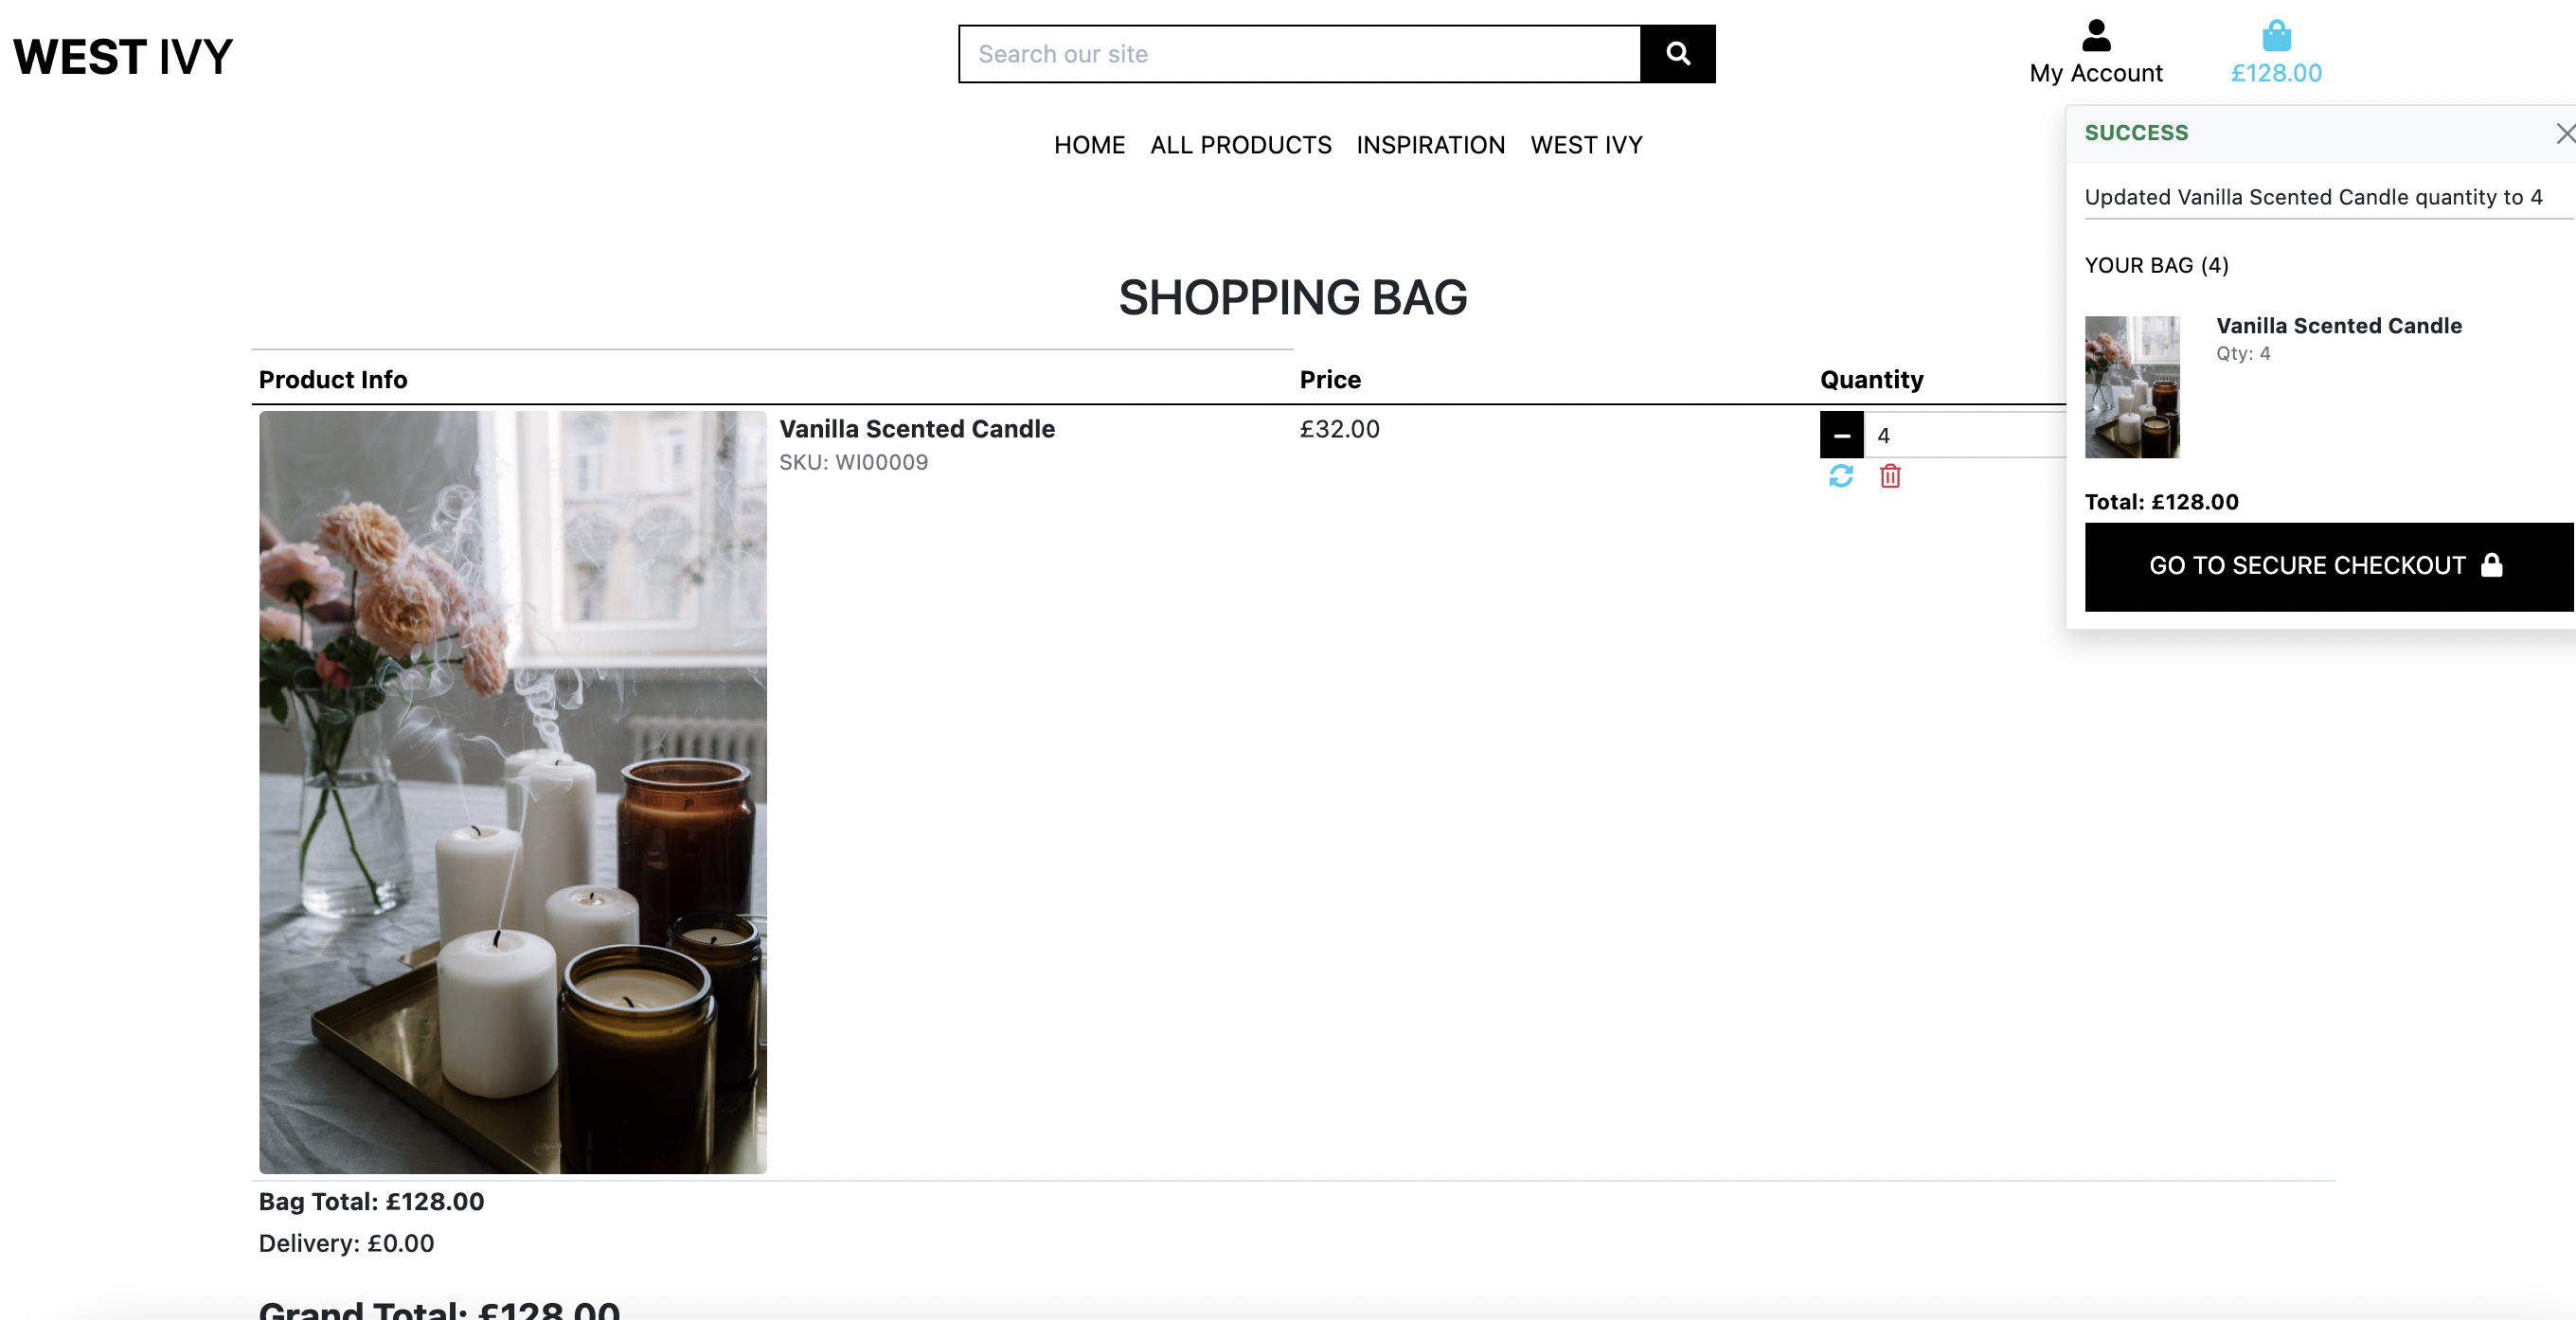 WEST IVY
Search our site
My Account
£128.00
HOME ALL PRODUCTS INSPIRATION WEST IVY
SUCCESS
Updated Vanilla Scented Candle quantity to 4
YOUR BAG (4)
Vanilla Scented Candle
Qty: 4
Total: £128.00
GO TO SECURE CHECKOUT
SHOPPING BAG
Product Info Price Quantity
Vanilla Scented Candle £32.00 4
SKU: WI00009
Bag Total: £128.00
Delivery: £0.00
Grand Total: £128.00